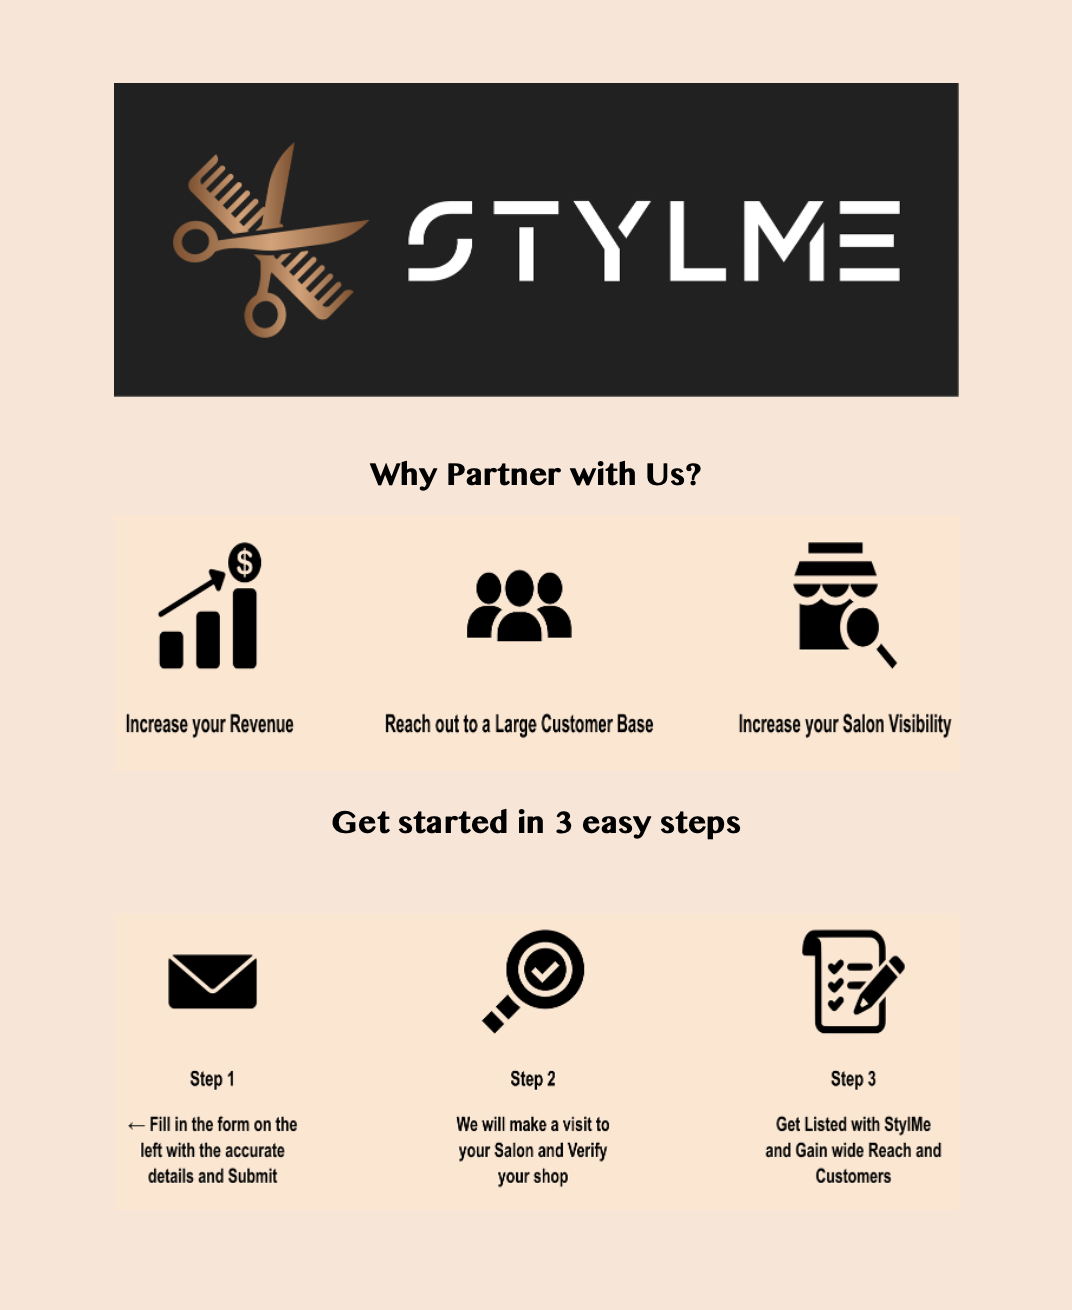 STYLME
Why Partner with Us?
$
Increase your Revenue
Reach out to a Large Customer Base
Increase your Salon Visibility
Get started in 3 easy steps
Step 1
← Fill in the form on the
left with the accurate
details and Submit
Step 2
We will make a visit to
your Salon and Verify
your shop
Step 3
Get Listed with StylMe
and Gain wide Reach and
Customers